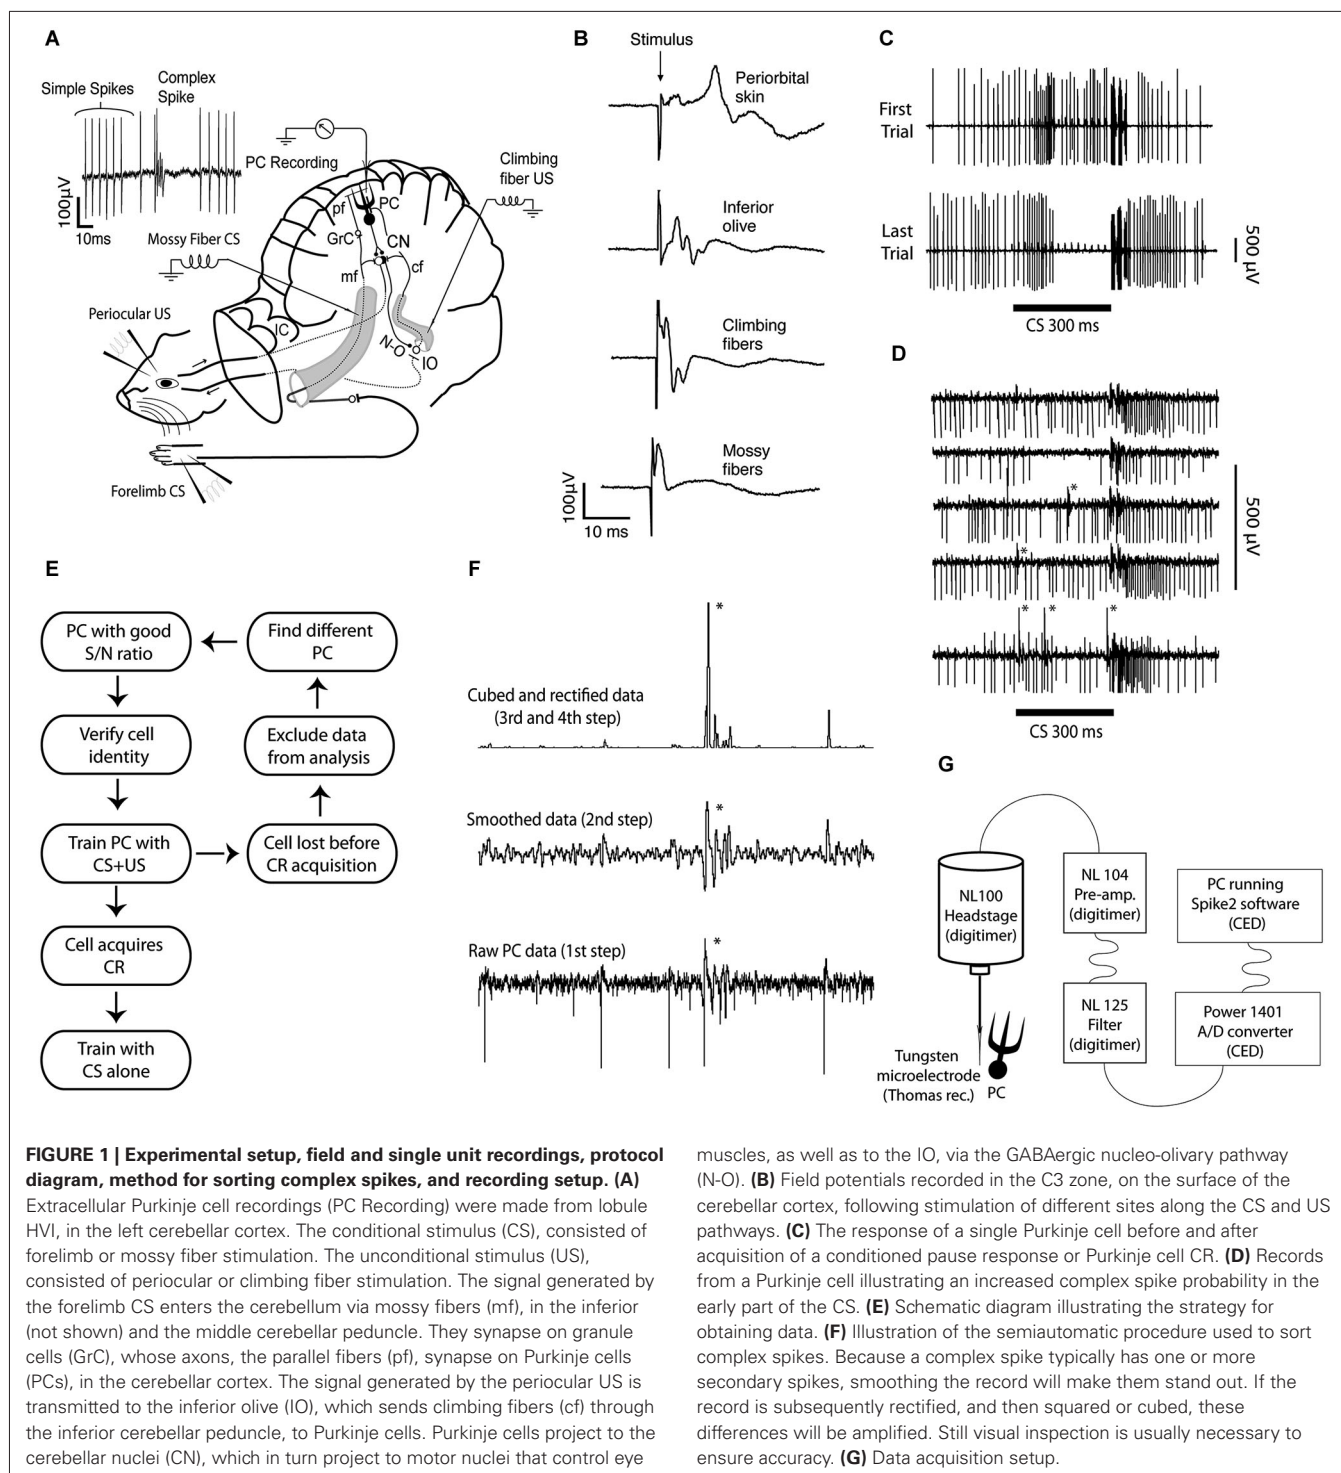 A
Simple Spikes
Complex
Spike
100µV
10ms
PC Recording
Climbing
fiber US
Mossy Fiber CS
pf
PC
GrC
CN
mf
cf
Periocular US
IC
N-O
IO
Forelimb CS
B
Stimulus
Periorbital
skin
Inferior
olive
Climbing
fibers
Mossy
fibers
100µV
10 ms
C
First
Trial
Last
Trial
500 µV
CS 300 ms
D
*
*
* * *
500 µV
CS 300 ms
E
PC with good
S/N ratio
Find different
PC
Verify cell
identity
Exclude data
from analysis
Train PC with
CS+US
Cell lost before
CR acquisition
Cell acquires
CR
Train with
CS alone
F
*
Cubed and rectified data
(3rd and 4th step)
Smoothed data (2nd step)
*
Raw PC data (1st step)
*
G
NL100
Headstage
(digitimer)
NL 104
Pre-amp.
(digitimer)
PC running
Spike2 software
(CED)
NL 125
Filter
(digitimer)
Power 1401
A/D converter
(CED)
Tungsten
microelectrode
(Thomas rec.)
PC
FIGURE 1 | Experimental setup, field and single unit recordings, protocol
diagram, method for sorting complex spikes, and recording setup. (A)
Extracellular Purkinje cell recordings (PC Recording) were made from lobule
HVI, in the left cerebellar cortex. The conditional stimulus (CS), consisted of
forelimb or mossy fiber stimulation. The unconditional stimulus (US),
consisted of periocular or climbing fiber stimulation. The signal generated by
the forelimb CS enters the cerebellum via mossy fibers (mf), in the inferior
(not shown) and the middle cerebellar peduncle. They synapse on granule
cells (GrC), whose axons, the parallel fibers (pf), synapse on Purkinje cells
(PCs), in the cerebellar cortex. The signal generated by the periocular US is
transmitted to the inferior olive (IO), which sends climbing fibers (cf) through
the inferior cerebellar peduncle, to Purkinje cells. Purkinje cells project to the
cerebellar nuclei (CN), which in turn project to motor nuclei that control eye
muscles, as well as to the IO, via the GABAergic nucleo-olivary pathway
(N-O). (B) Field potentials recorded in the C3 zone, on the surface of the
cerebellar cortex, following stimulation of different sites along the CS and US
pathways. (C) The response of a single Purkinje cell before and after
acquisition of a conditioned pause response or Purkinje cell CR. (D) Records
from a Purkinje cell illustrating an increased complex spike probability in the
early part of the CS. (E) Schematic diagram illustrating the strategy for
obtaining data. (F) Illustration of the semiautomatic procedure used to sort
complex spikes. Because a complex spike typically has one or more
secondary spikes, smoothing the record will make them stand out. If the
record is subsequently rectified, and then squared or cubed, these
differences will be amplified. Still visual inspection is usually necessary to
ensure accuracy. (G) Data acquisition setup.